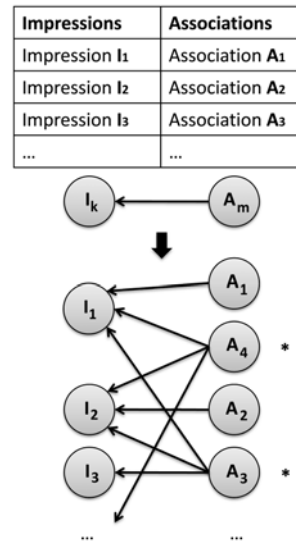 Impressions Associations
Impression I₁ Association A₁
Impression I₂ Association A₂
Impression I₃ Association A₃
... ...
Iₖ Aₘ
A₁
I₁
A₄ *
I₂ A₂
I₃ A₃ *
... ...